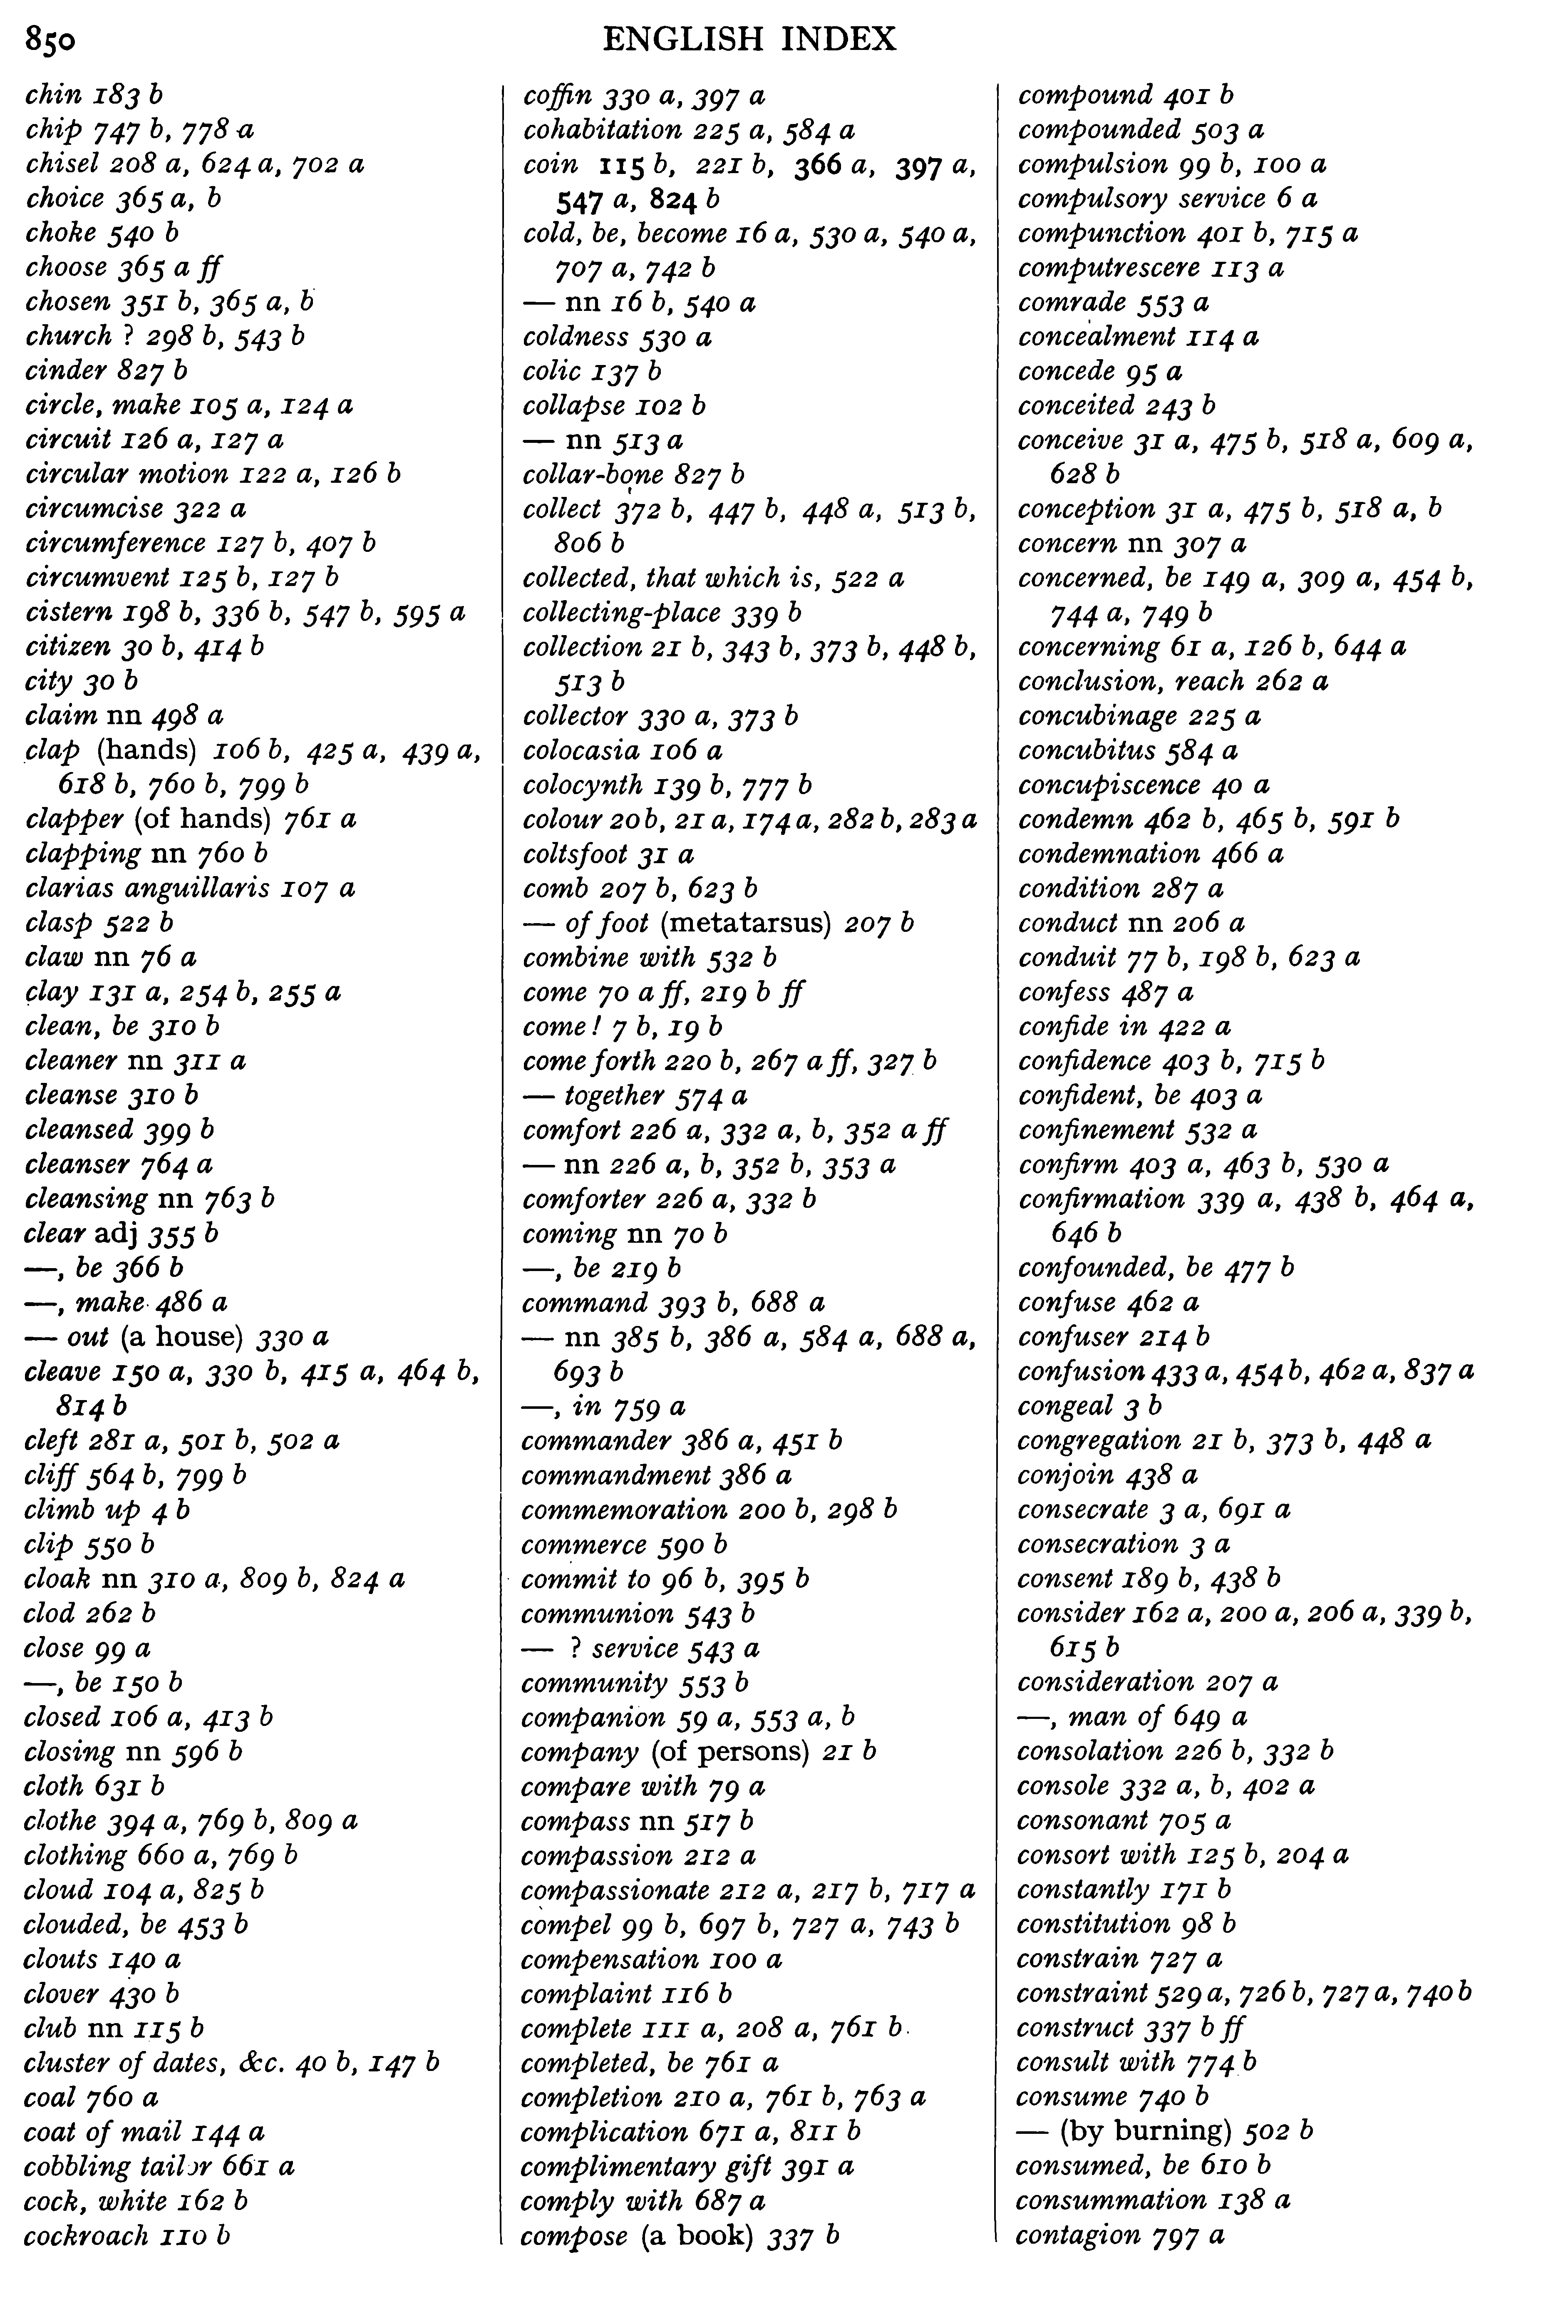 850
ENGLISH INDEX
chin 183 b
chip 747 b, 778 a
chisel 208 a, 624 a, 702 a
choice 365 a, b
choke 540 b
choose 365 a ff
chosen 351 b, 365 a, b
church ? 298 b, 543 b
cinder 827 b
circle, make 105 a, 124 a
circuit 126 a, 127 a
circular motion 122 a, 126 b
circumcise 322 a
circumference 127 b, 407 b
circumvent 125 b, 127 b
cistern 198 b, 336 b, 547 b, 595 a
citizen 30 b, 414 b
city 30 b
claim nn 498 a
clap (hands) 106 b, 425 a, 439 a,
618 b, 760 b, 799 b
clapper (of hands) 761 a
clapping nn 760 b
clarias anguillaris 107 a
clasp 522 b
claw nn 76 a
clay 131 a, 254 b, 255 a
clean, be 310 b
cleaner nn 311 a
cleanse 310 b
cleansed 399 b
cleanser 764 a
cleansing nn 763 b
clear adj 355 b
—, be 366 b
—, make 486 a
— out (a house) 330 a
cleave 150 a, 330 b, 415 a, 464 b,
814 b
cleft 281 a, 501 b, 502 a
cliff 564 b, 799 b
climb up 4 b
clip 550 b
cloak nn 310 a, 809 b, 824 a
clod 262 b
close 99 a
—, be 150 b
closed 106 a, 413 b
closing nn 596 b
cloth 631 b
clothe 394 a, 769 b, 809 a
clothing 660 a, 769 b
cloud 104 a, 825 b
clouded, be 453 b
clouts 140 a
clover 430 b
club nn 115 b
cluster of dates, &c. 40 b, 147 b
coal 760 a
coat of mail 144 a
cobbling tailor 661 a
cock, white 162 b
cockroach 110 b
coffin 330 a, 397 a
cohabitation 225 a, 584 a
coin 115 b, 221 b, 366 a, 397 a,
547 a, 824 b
cold, be, become 16 a, 530 a, 540 a,
707 a, 742 b
— nn 16 b, 540 a
coldness 530 a
colic 137 b
collapse 102 b
— nn 513 a
collar-bone 827 b
collect 372 b, 447 b, 448 a, 513 b,
806 b
collected, that which is, 522 a
collecting-place 339 b
collection 21 b, 343 b, 373 b, 448 b,
513 b
collector 330 a, 373 b
colocasia 106 a
colocynth 139 b, 777 b
colour 20 b, 21 a, 174 a, 282 b, 283 a
coltsfoot 31 a
comb 207 b, 623 b
— of foot (metatarsus) 207 b
combine with 532 b
come 70 a ff, 219 b ff
come! 7 b, 19 b
come forth 220 b, 267 a ff, 327 b
— together 574 a
comfort 226 a, 332 a, b, 352 a ff
— nn 226 a, b, 352 b, 353 a
comforter 226 a, 332 b
coming nn 70 b
—, be 219 b
command 393 b, 688 a
— nn 385 b, 386 a, 584 a, 688 a,
693 b
—, in 759 a
commander 386 a, 451 b
commandment 386 a
commemoration 200 b, 298 b
commerce 590 b
commit to 96 b, 395 b
communion 543 b
— ? service 543 a
community 553 b
companion 59 a, 553 a, b
company (of persons) 21 b
compare with 79 a
compass nn 517 b
compassion 212 a
compassionate 212 a, 217 b, 717 a
compel 99 b, 697 b, 727 a, 743 b
compensation 100 a
complaint 116 b
complete 111 a, 208 a, 761 b
completed, be 761 a
completion 210 a, 761 b, 763 a
complication 671 a, 811 b
complimentary gift 391 a
comply with 687 a
compose (a book) 337 b
compound 401 b
compounded 503 a
compulsion 99 b, 100 a
compulsory service 6 a
compunction 401 b, 715 a
computrescere 113 a
comrade 553 a
concealment 114 a
concede 95 a
conceited 243 b
conceive 31 a, 475 b, 518 a, 609 a,
628 b
conception 31 a, 475 b, 518 a, b
concern nn 307 a
concerned, be 149 a, 309 a, 454 b,
744 a, 749 b
concerning 61 a, 126 b, 644 a
conclusion, reach 262 a
concubinage 225 a
concubitus 584 a
concupiscence 40 a
condemn 462 b, 465 b, 591 b
condemnation 466 a
condition 287 a
conduct nn 206 a
conduit 77 b, 198 b, 623 a
confess 487 a
confide in 422 a
confidence 403 b, 715 b
confident, be 403 a
confinement 532 a
confirm 403 a, 463 b, 530 a
confirmation 339 a, 438 b, 464 a,
646 b
confounded, be 477 b
confuse 462 a
confuser 214 b
confusion 433 a, 454 b, 462 a, 837 a
congeal 3 b
congregation 21 b, 373 b, 448 a
conjoin 438 a
consecrate 3 a, 691 a
consecration 3 a
consent 189 b, 438 b
consider 162 a, 200 a, 206 a, 339 b,
615 b
consideration 207 a
—, man of 649 a
consolation 226 b, 332 b
console 332 a, b, 402 a
consonant 705 a
consort with 125 b, 204 a
constantly 171 b
constitution 98 b
constrain 727 a
constraint 529 a, 726 b, 727 a, 740 b
construct 337 b ff
consult with 774 b
consume 740 b
— (by burning) 502 b
consumed, be 610 b
consummation 138 a
contagion 797 a